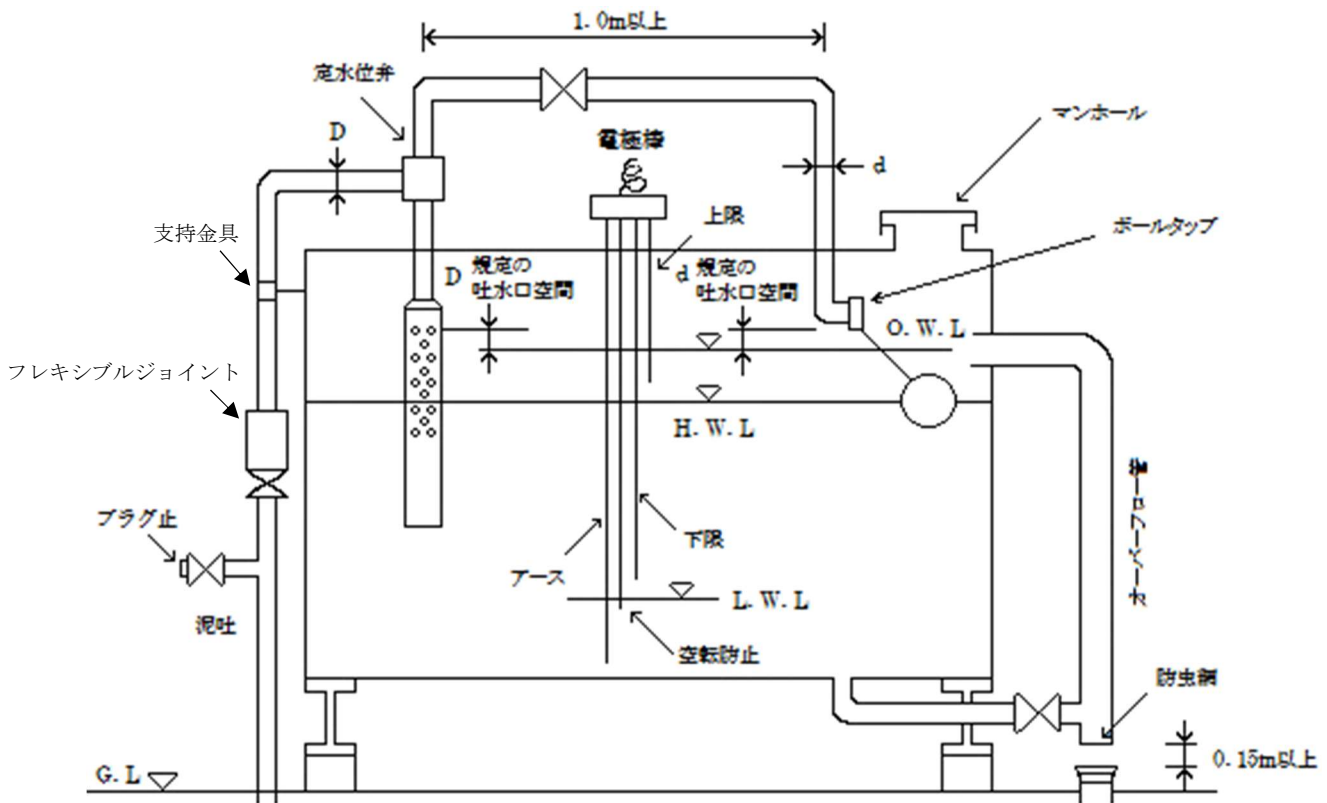 1.0m以上
定水位弁
マンホール
D
電極棒
d
上限
ボールタップ
支持金具
D
規定の
吐水口空間
d
規定の
吐水口空間
O.W.L
フレキシブルジョイント
H.W.L
オーバーフロー管
プラグ止
下限
アース
L.W.L
泥吐
空転防止
防虫網
0.15m以上
G.L